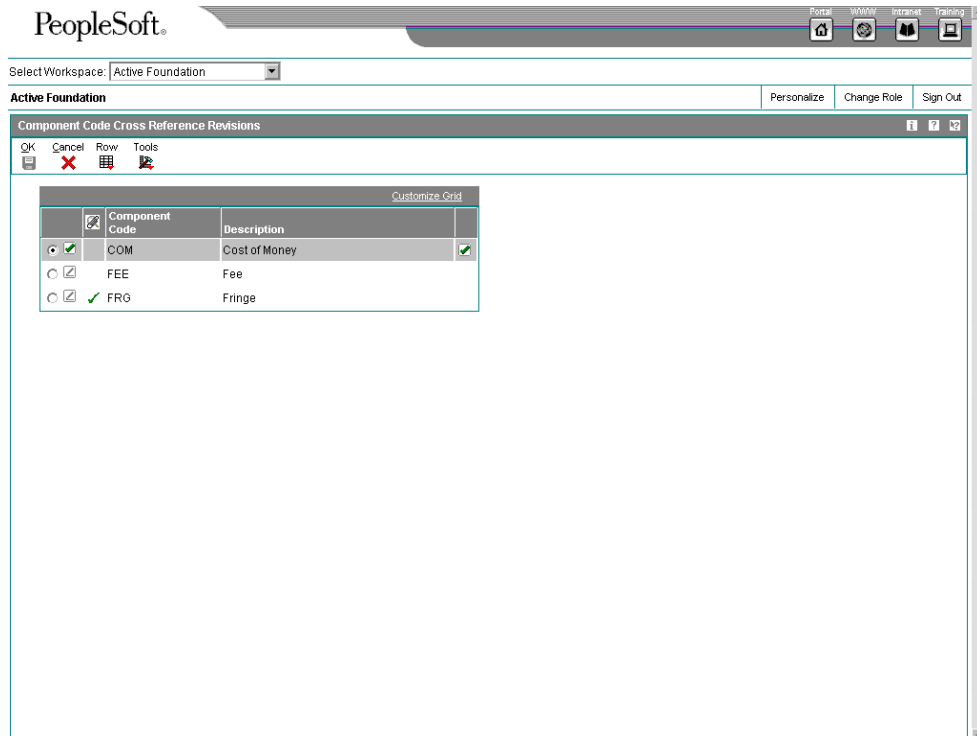 Portal WWW Intranet Training
PeopleSoft.
Select Workspace: Active Foundation
Active Foundation Personalize Change Role Sign Out
Component Code Cross Reference Revisions i ? 
OK Cancel Row Tools
Customize Grid
Component Code Description
COM Cost of Money
FEE Fee
FRG Fringe